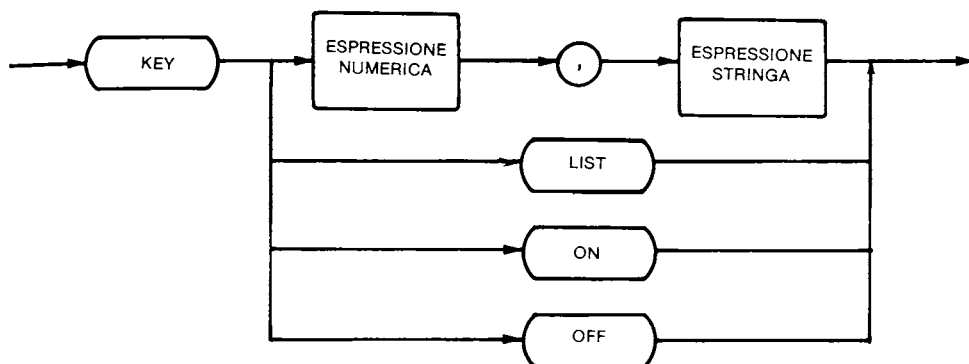 KEY
ESPRESSIONE
NUMERICA
,
ESPRESSIONE
STRINGA
LIST
ON
OFF